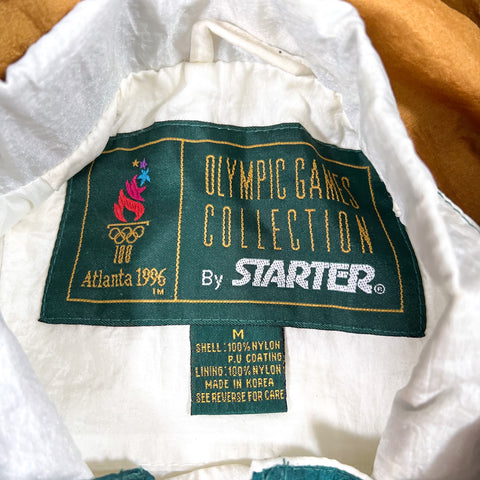 OLYMPIC GAMES
COLLECTION
By STARTER®
100
Atlanta 1996
TM
M
SHELL: 100% NYLON
P.U COATING
LINING: 100% NYLON
MADE IN KOREA
SEE REVERSE FOR CARE